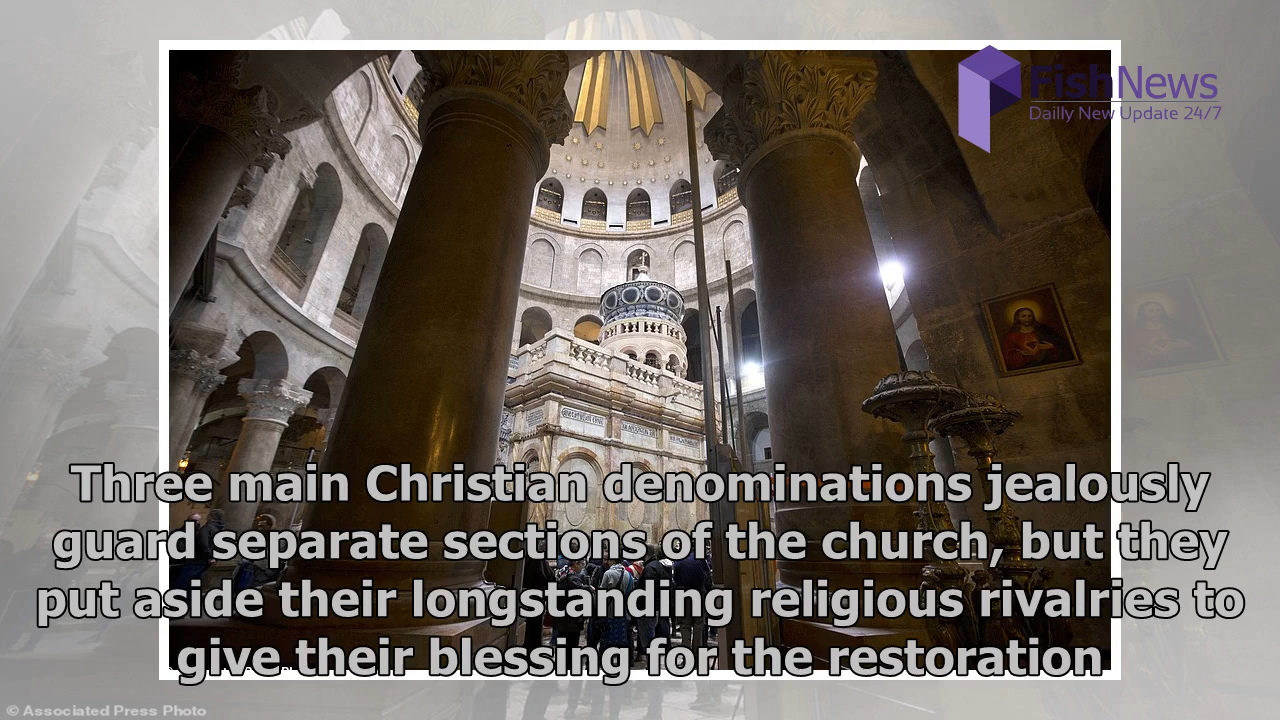 FishNews
Dailly New Update 24/7
Three main Christian denominations jealously
guard separate sections of the church, but they
put aside their longstanding religious rivalries to
give their blessing for the restoration
© Associated Press Photo